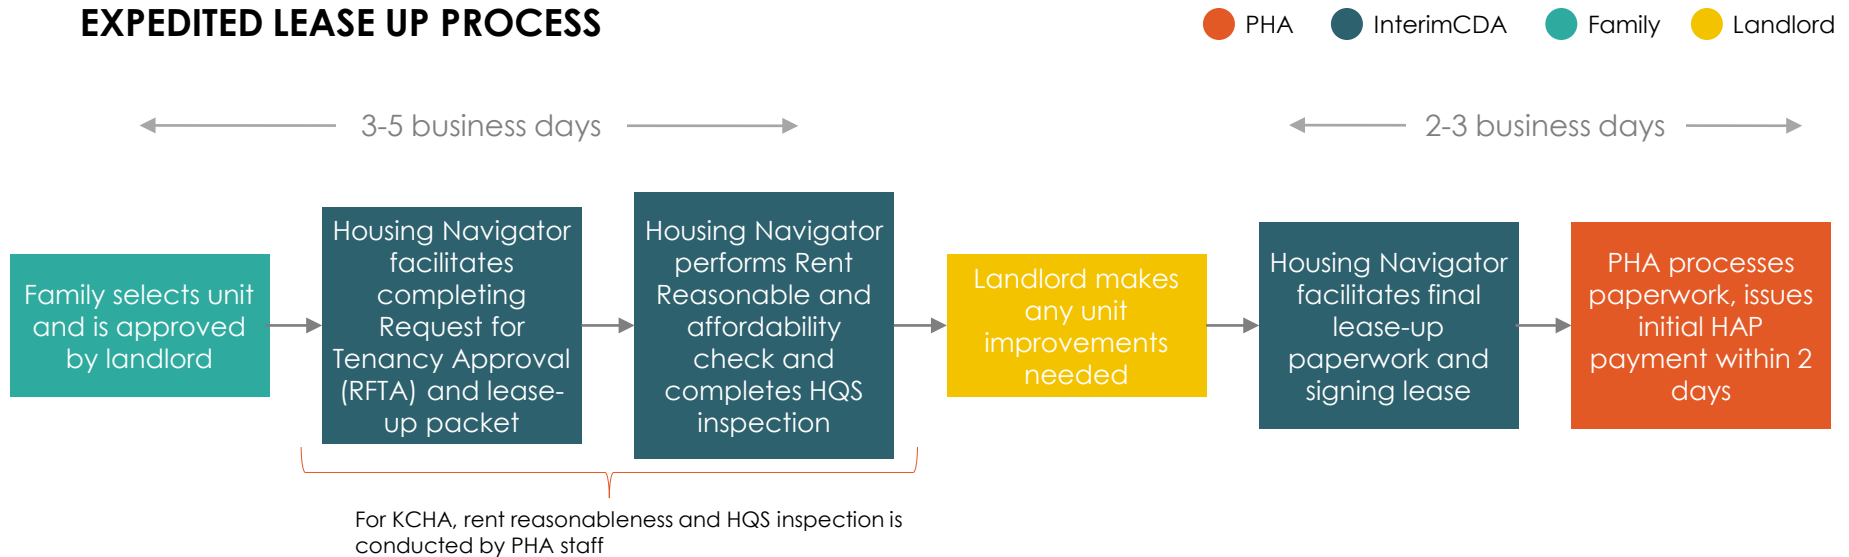 EXPEDITED LEASE UP PROCESS
PHA
InterimCDA
Family
Landlord
3-5 business days
2-3 business days
Family selects unit
and is approved
by landlord
Housing Navigator
facilitates
completing
Request for
Tenancy Approval
(RFTA) and lease-
up packet
Housing Navigator
performs Rent
Reasonable and
affordability
check and
completes HQS
inspection
Landlord makes
any unit
improvements
needed
Housing Navigator
facilitates final
lease-up
paperwork and
signing lease
PHA processes
paperwork, issues
initial HAP
payment within 2
days
For KCHA, rent reasonableness and HQS inspection is
conducted by PHA staff